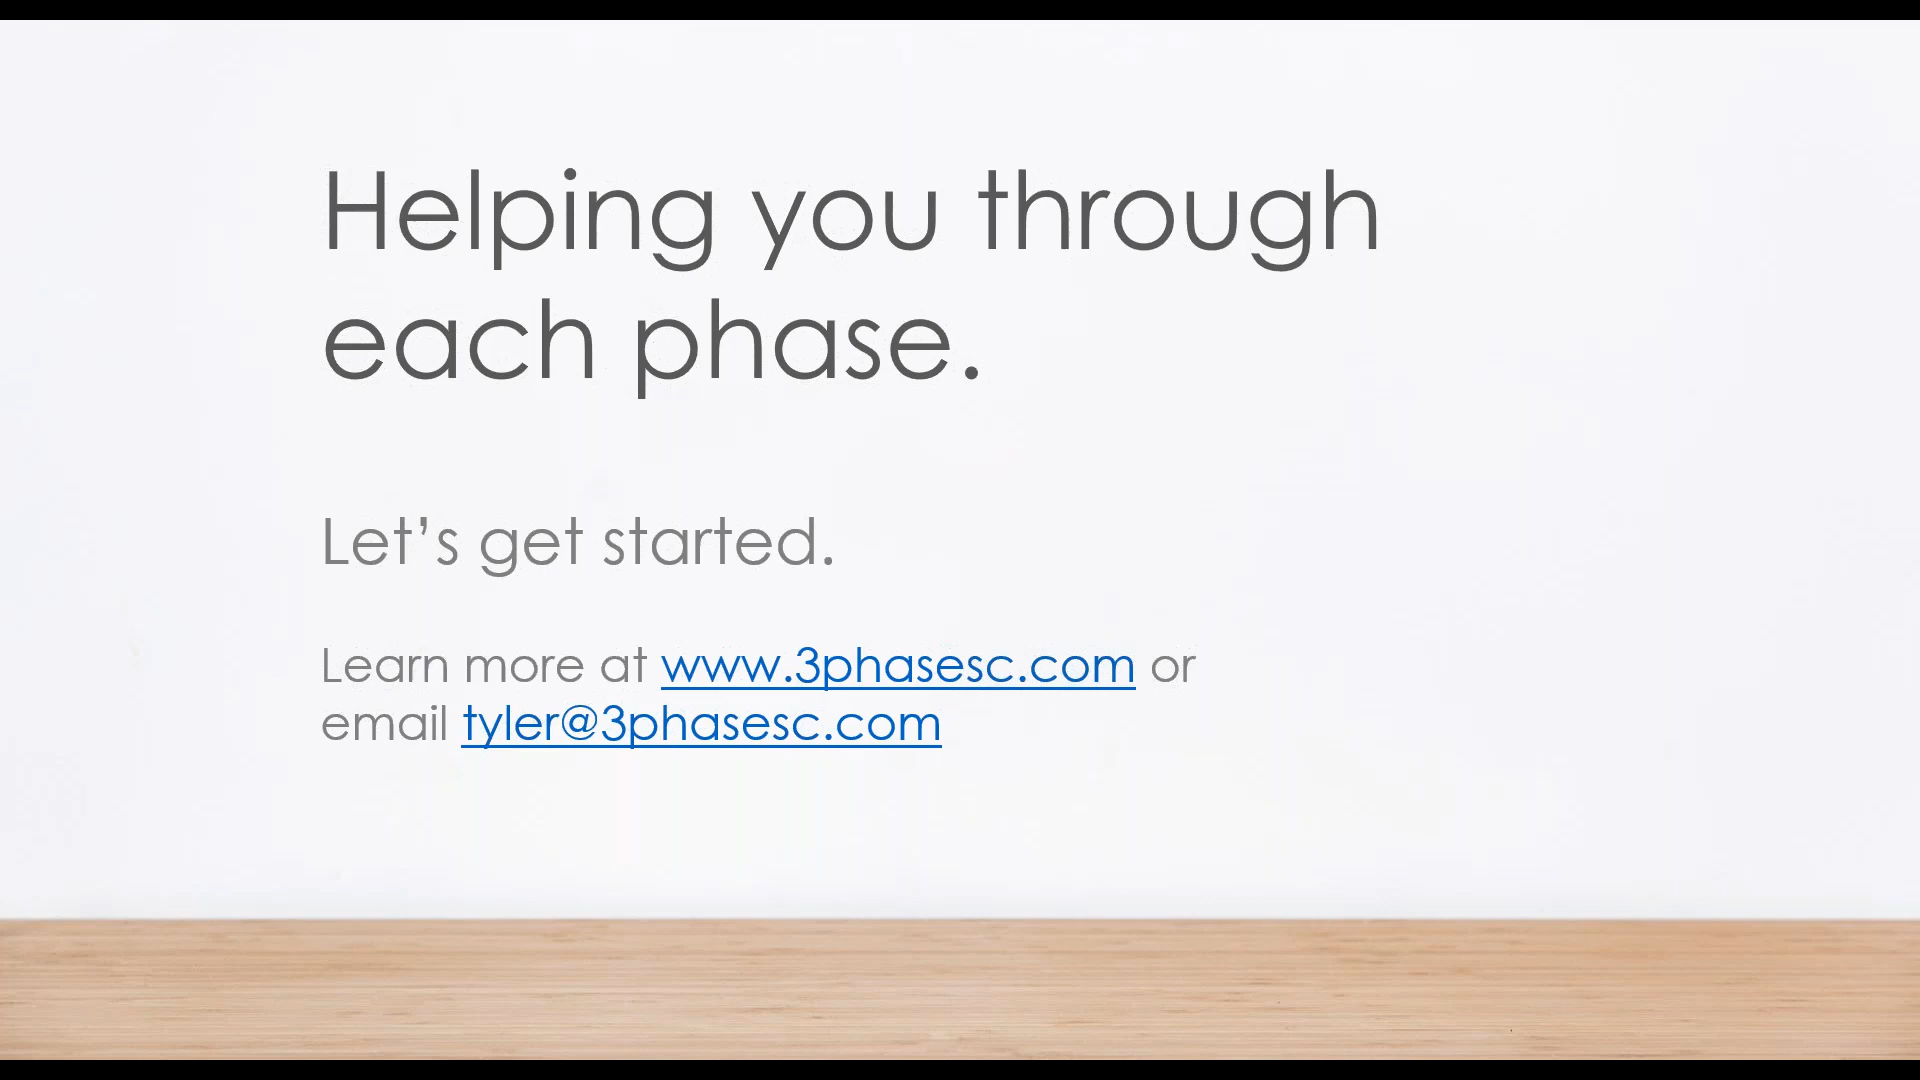 Helping you through
each phase.
Let’s get started.
Learn more at www.3phasesc.com or
email tyler@3phasesc.com